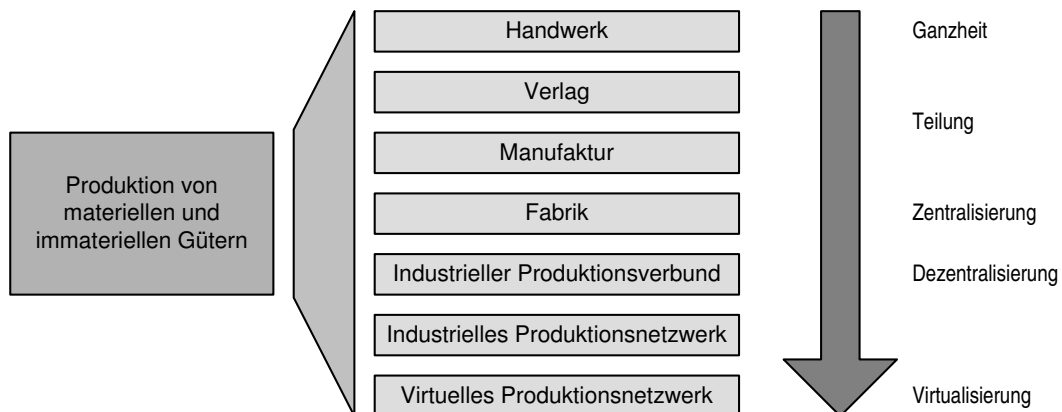 Produktion von
materiellen und
immateriellen Gütern
Handwerk
Verlag
Manufaktur
Fabrik
Industrieller Produktionsverbund
Industrielles Produktionsnetzwerk
Virtuelles Produktionsnetzwerk
Ganzheit
Teilung
Zentralisierung
Dezentralisierung
Virtualisierung